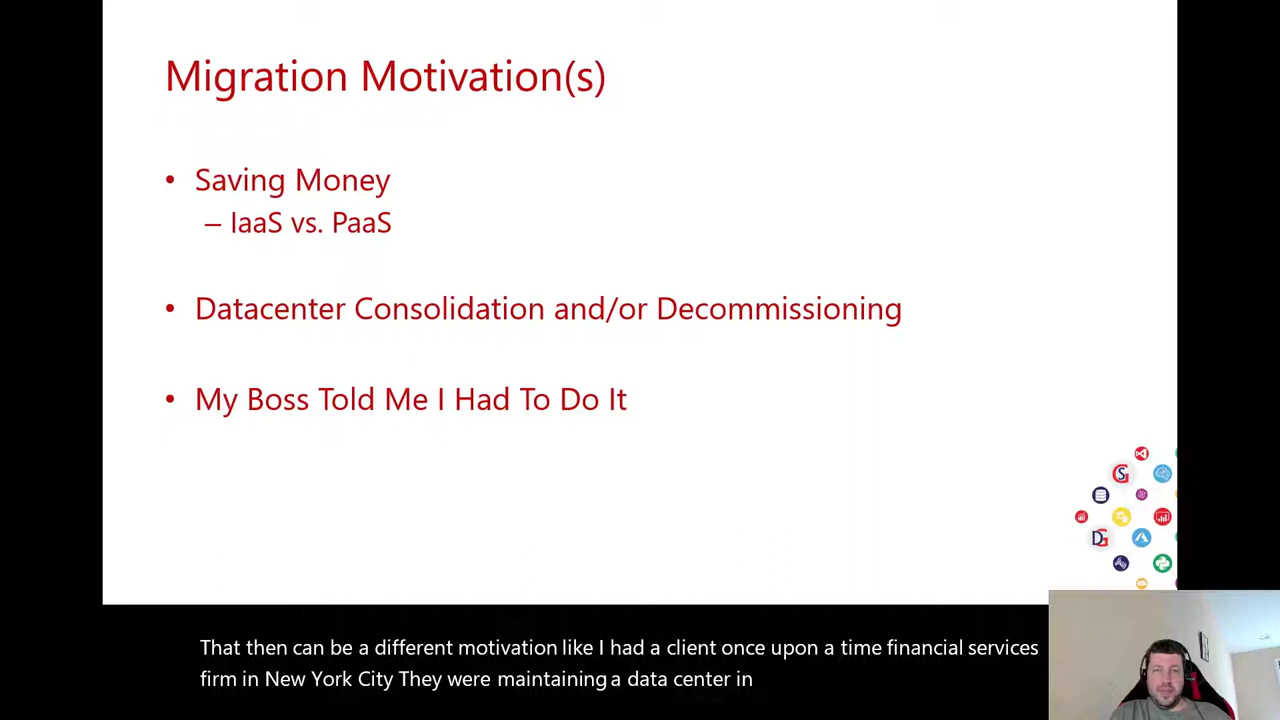 Migration Motivation(s)
• Saving Money
– IaaS vs. PaaS
• Datacenter Consolidation and/or Decommissioning
• My Boss Told Me I Had To Do It
That then can be a different motivation like I had a client once upon a time financial services
firm in New York City They were maintaining a data center in